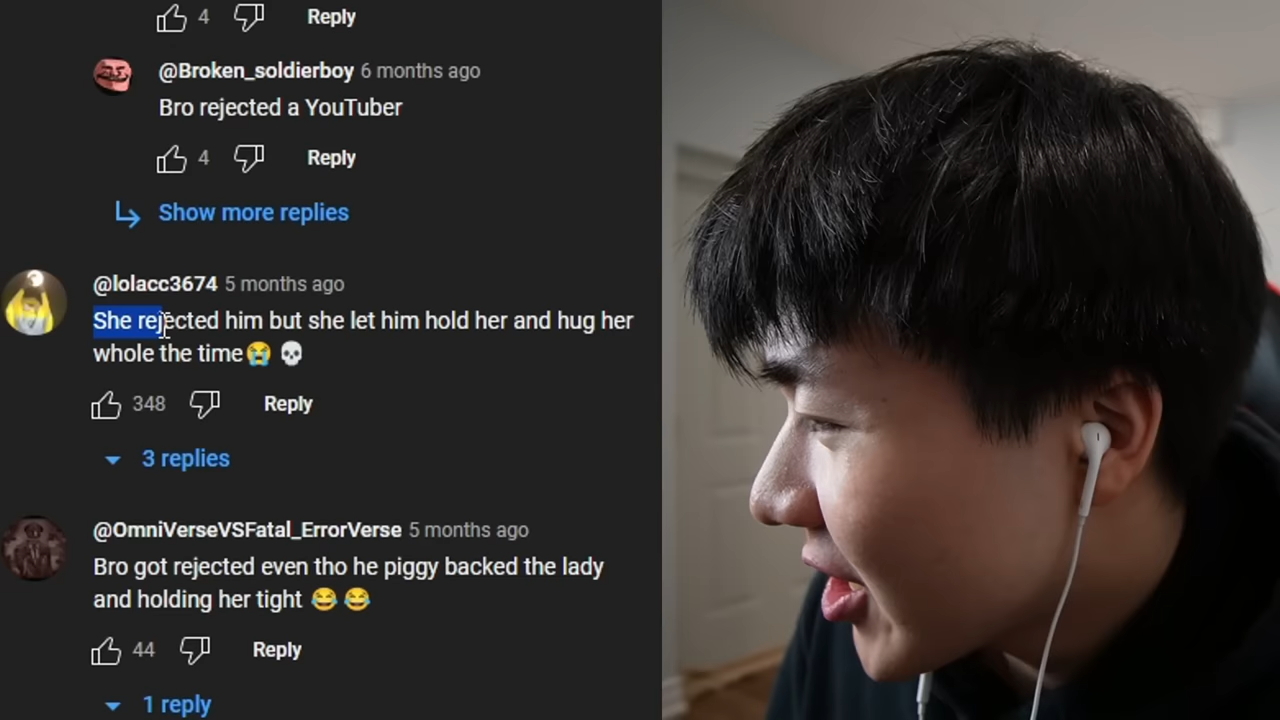 4 Reply
@Broken_soldierboy 6 months ago
Bro rejected a YouTuber
4 Reply
Show more replies
@lolacc3674 5 months ago
She rejected him but she let him hold her and hug her
whole the time😭 💀
348 Reply
3 replies
@OmniVerseVSFatal_ErrorVerse 5 months ago
Bro got rejected even tho he piggy backed the lady
and holding her tight 😂 😂
44 Reply
1 reply